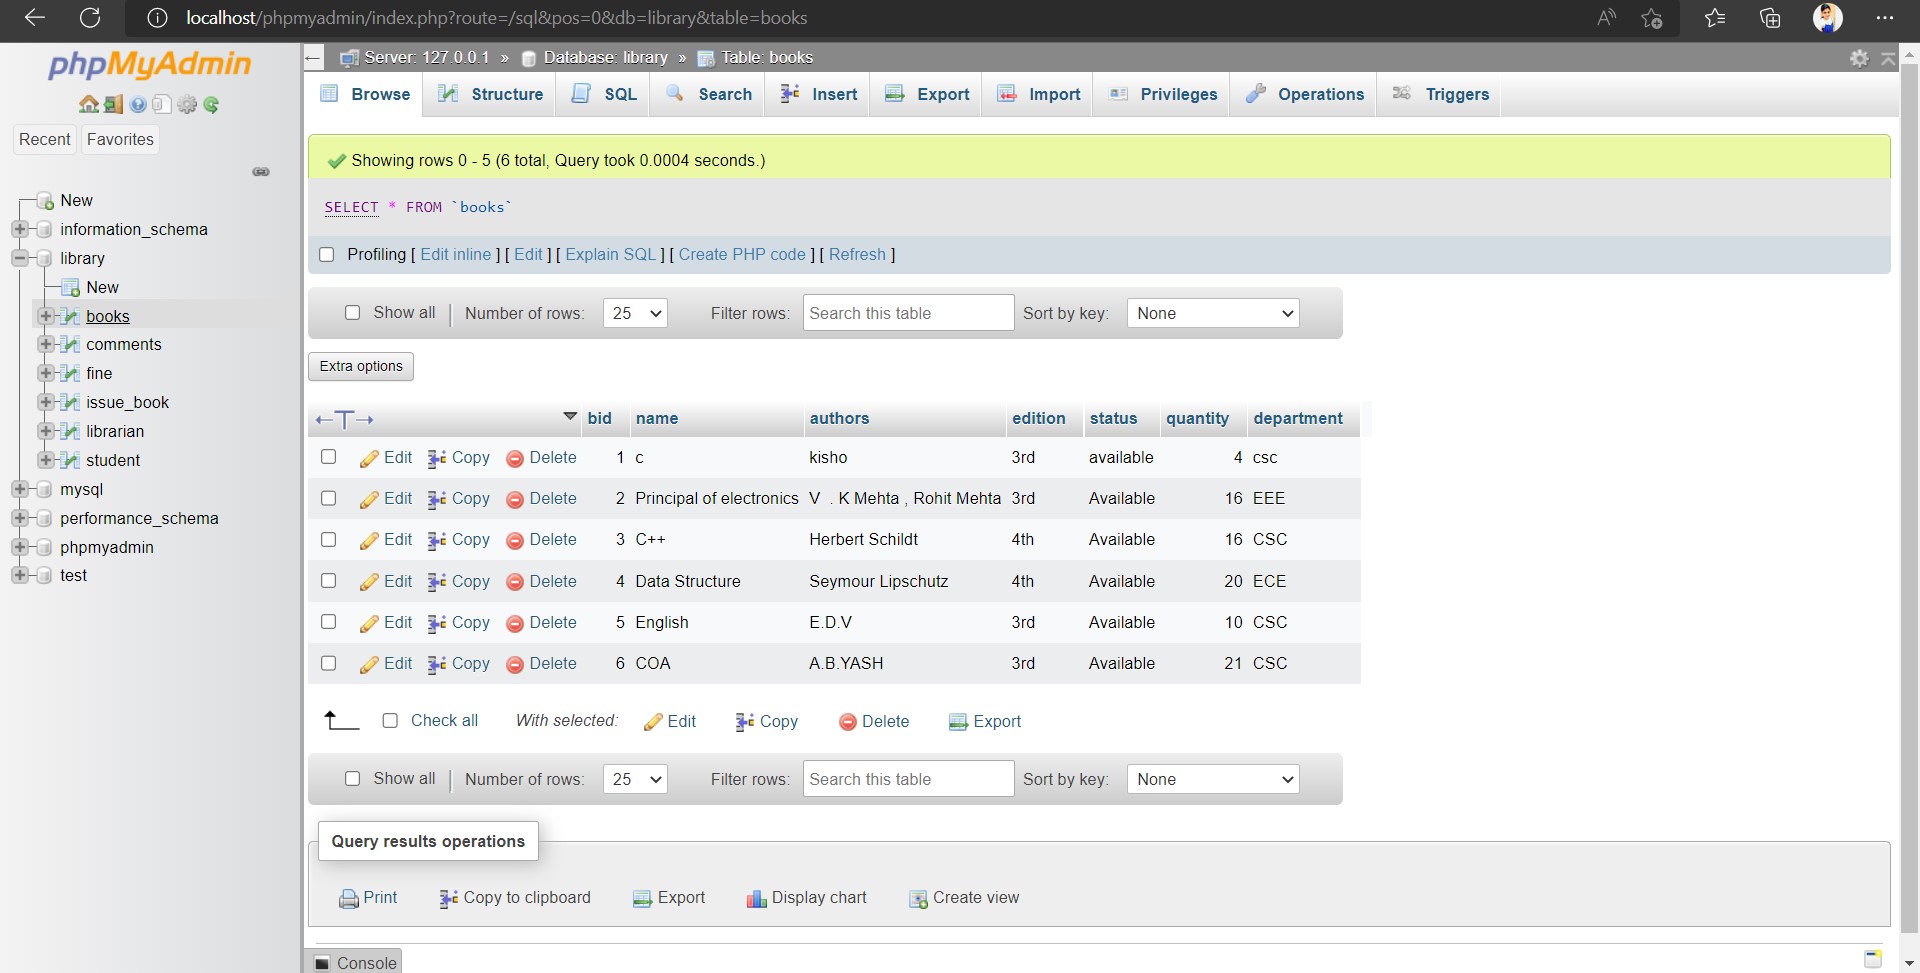 localhost/phpmyadmin/index.php?route=/sql&pos=0&db=library&table=books
phpMyAdmin
Recent Favorites
New
information_schema
library
New
books
comments
fine
issue_book
librarian
student
mysql
performance_schema
phpmyadmin
test
Server: 127.0.0.1 » Database: library » Table: books
Browse Structure SQL Search Insert Export Import Privileges Operations Triggers
Showing rows 0 - 5 (6 total, Query took 0.0004 seconds.)
SELECT * FROM `books`
Profiling [ Edit inline ] [ Edit ] [ Explain SQL ] [ Create PHP code ] [ Refresh ]
Show all Number of rows: 25 Filter rows: Search this table Sort by key: None
Extra options
bid name authors edition status quantity department
Edit Copy Delete 1 c kisho 3rd available 4 csc
Edit Copy Delete 2 Principal of electronics V . K Mehta , Rohit Mehta 3rd Available 16 EEE
Edit Copy Delete 3 C++ Herbert Schildt 4th Available 16 CSC
Edit Copy Delete 4 Data Structure Seymour Lipschutz 4th Available 20 ECE
Edit Copy Delete 5 English E.D.V 3rd Available 10 CSC
Edit Copy Delete 6 COA A.B.YASH 3rd Available 21 CSC
Check all With selected: Edit Copy Delete Export
Show all Number of rows: 25 Filter rows: Search this table Sort by key: None
Query results operations
Print Copy to clipboard Export Display chart Create view
Console